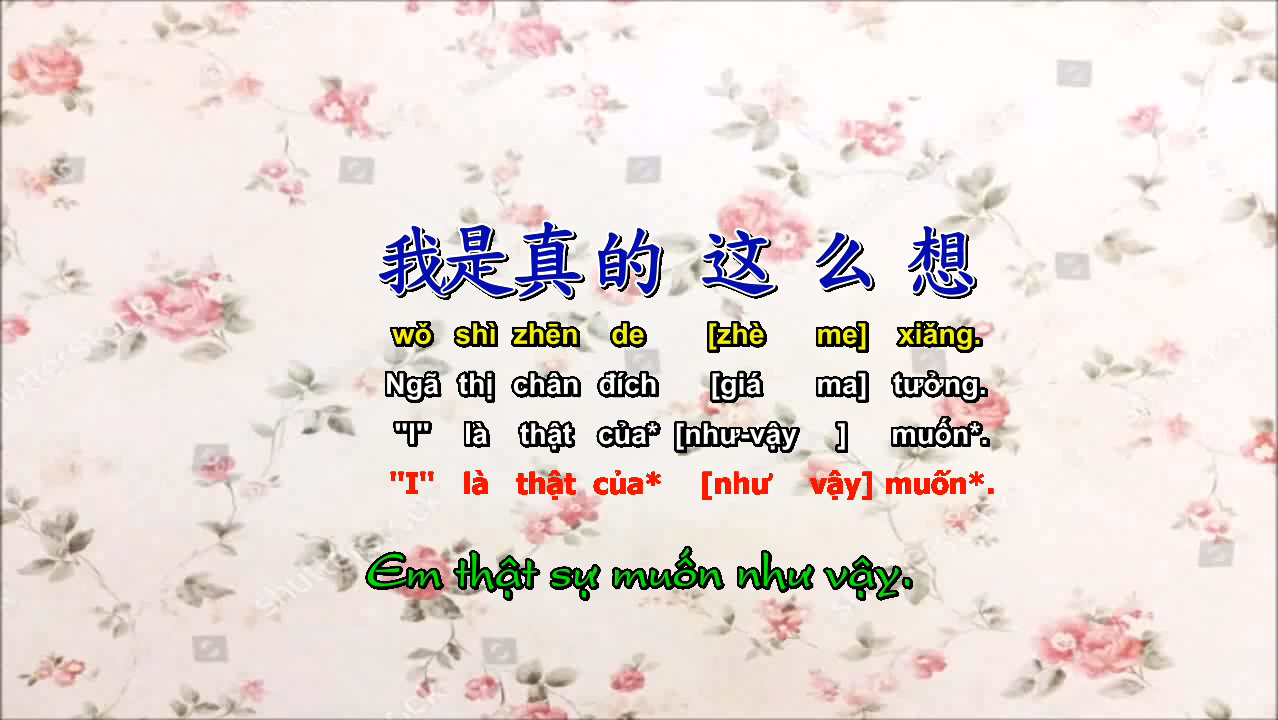 我是真的这么想
wǒ shì zhēn de [zhè me] xiǎng.
Ngã thị chân đích [giá ma] tưởng.
"I" là thật của* [như-vậy ] muốn*.
"I" là thật của* [như vậy] muốn*.
Em thật sự muốn như vậy.